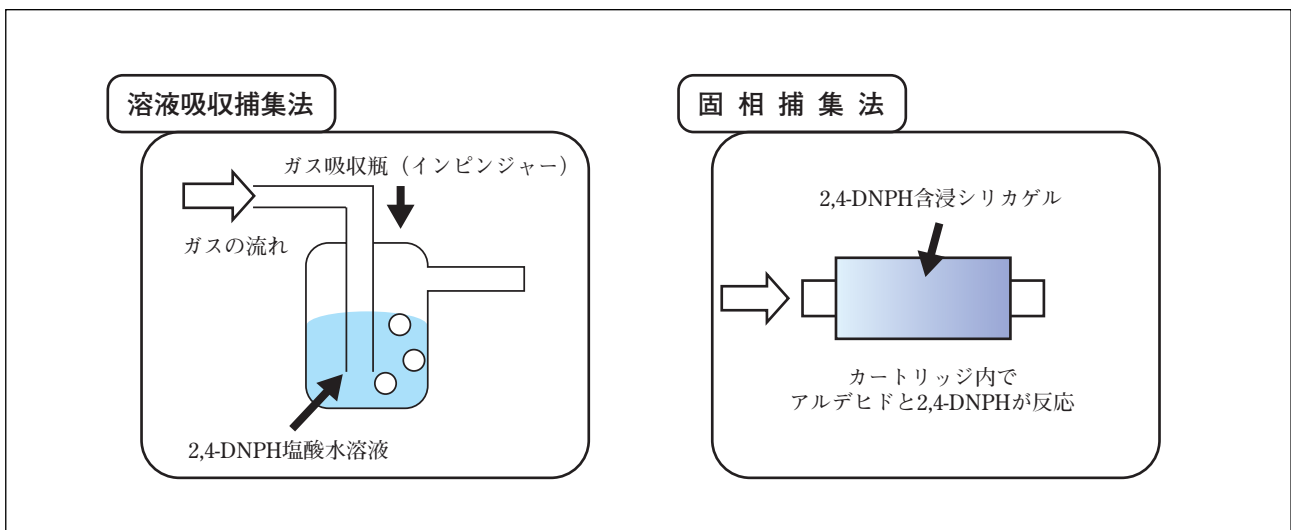 溶液吸収捕集法
ガス吸収瓶（インピンジャー）
ガスの流れ
2,4-DNPH塩酸水溶液
固相捕集法
2,4-DNPH含浸シリカゲル
カートリッジ内で
アルデヒドと2,4-DNPHが反応